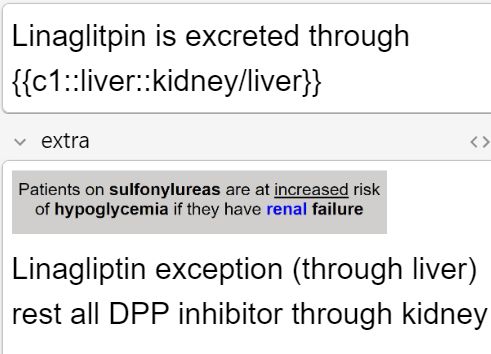 Linaglitpin is excreted through
{{c1::liver::kidney/liver}}
extra
Patients on sulfonylureas are at increased risk
of hypoglycemia if they have renal failure
Linagliptin exception (through liver)
rest all DPP inhibitor through kidney